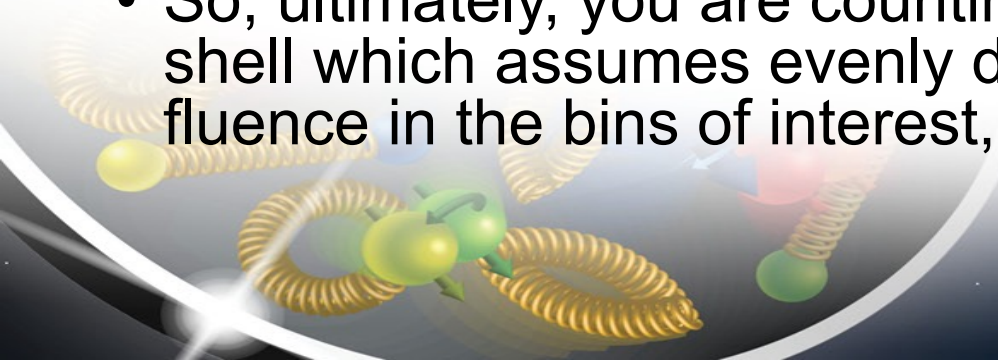 • So, ultimately, you are
shell which assumes evenly
fluence in the bins of interest,